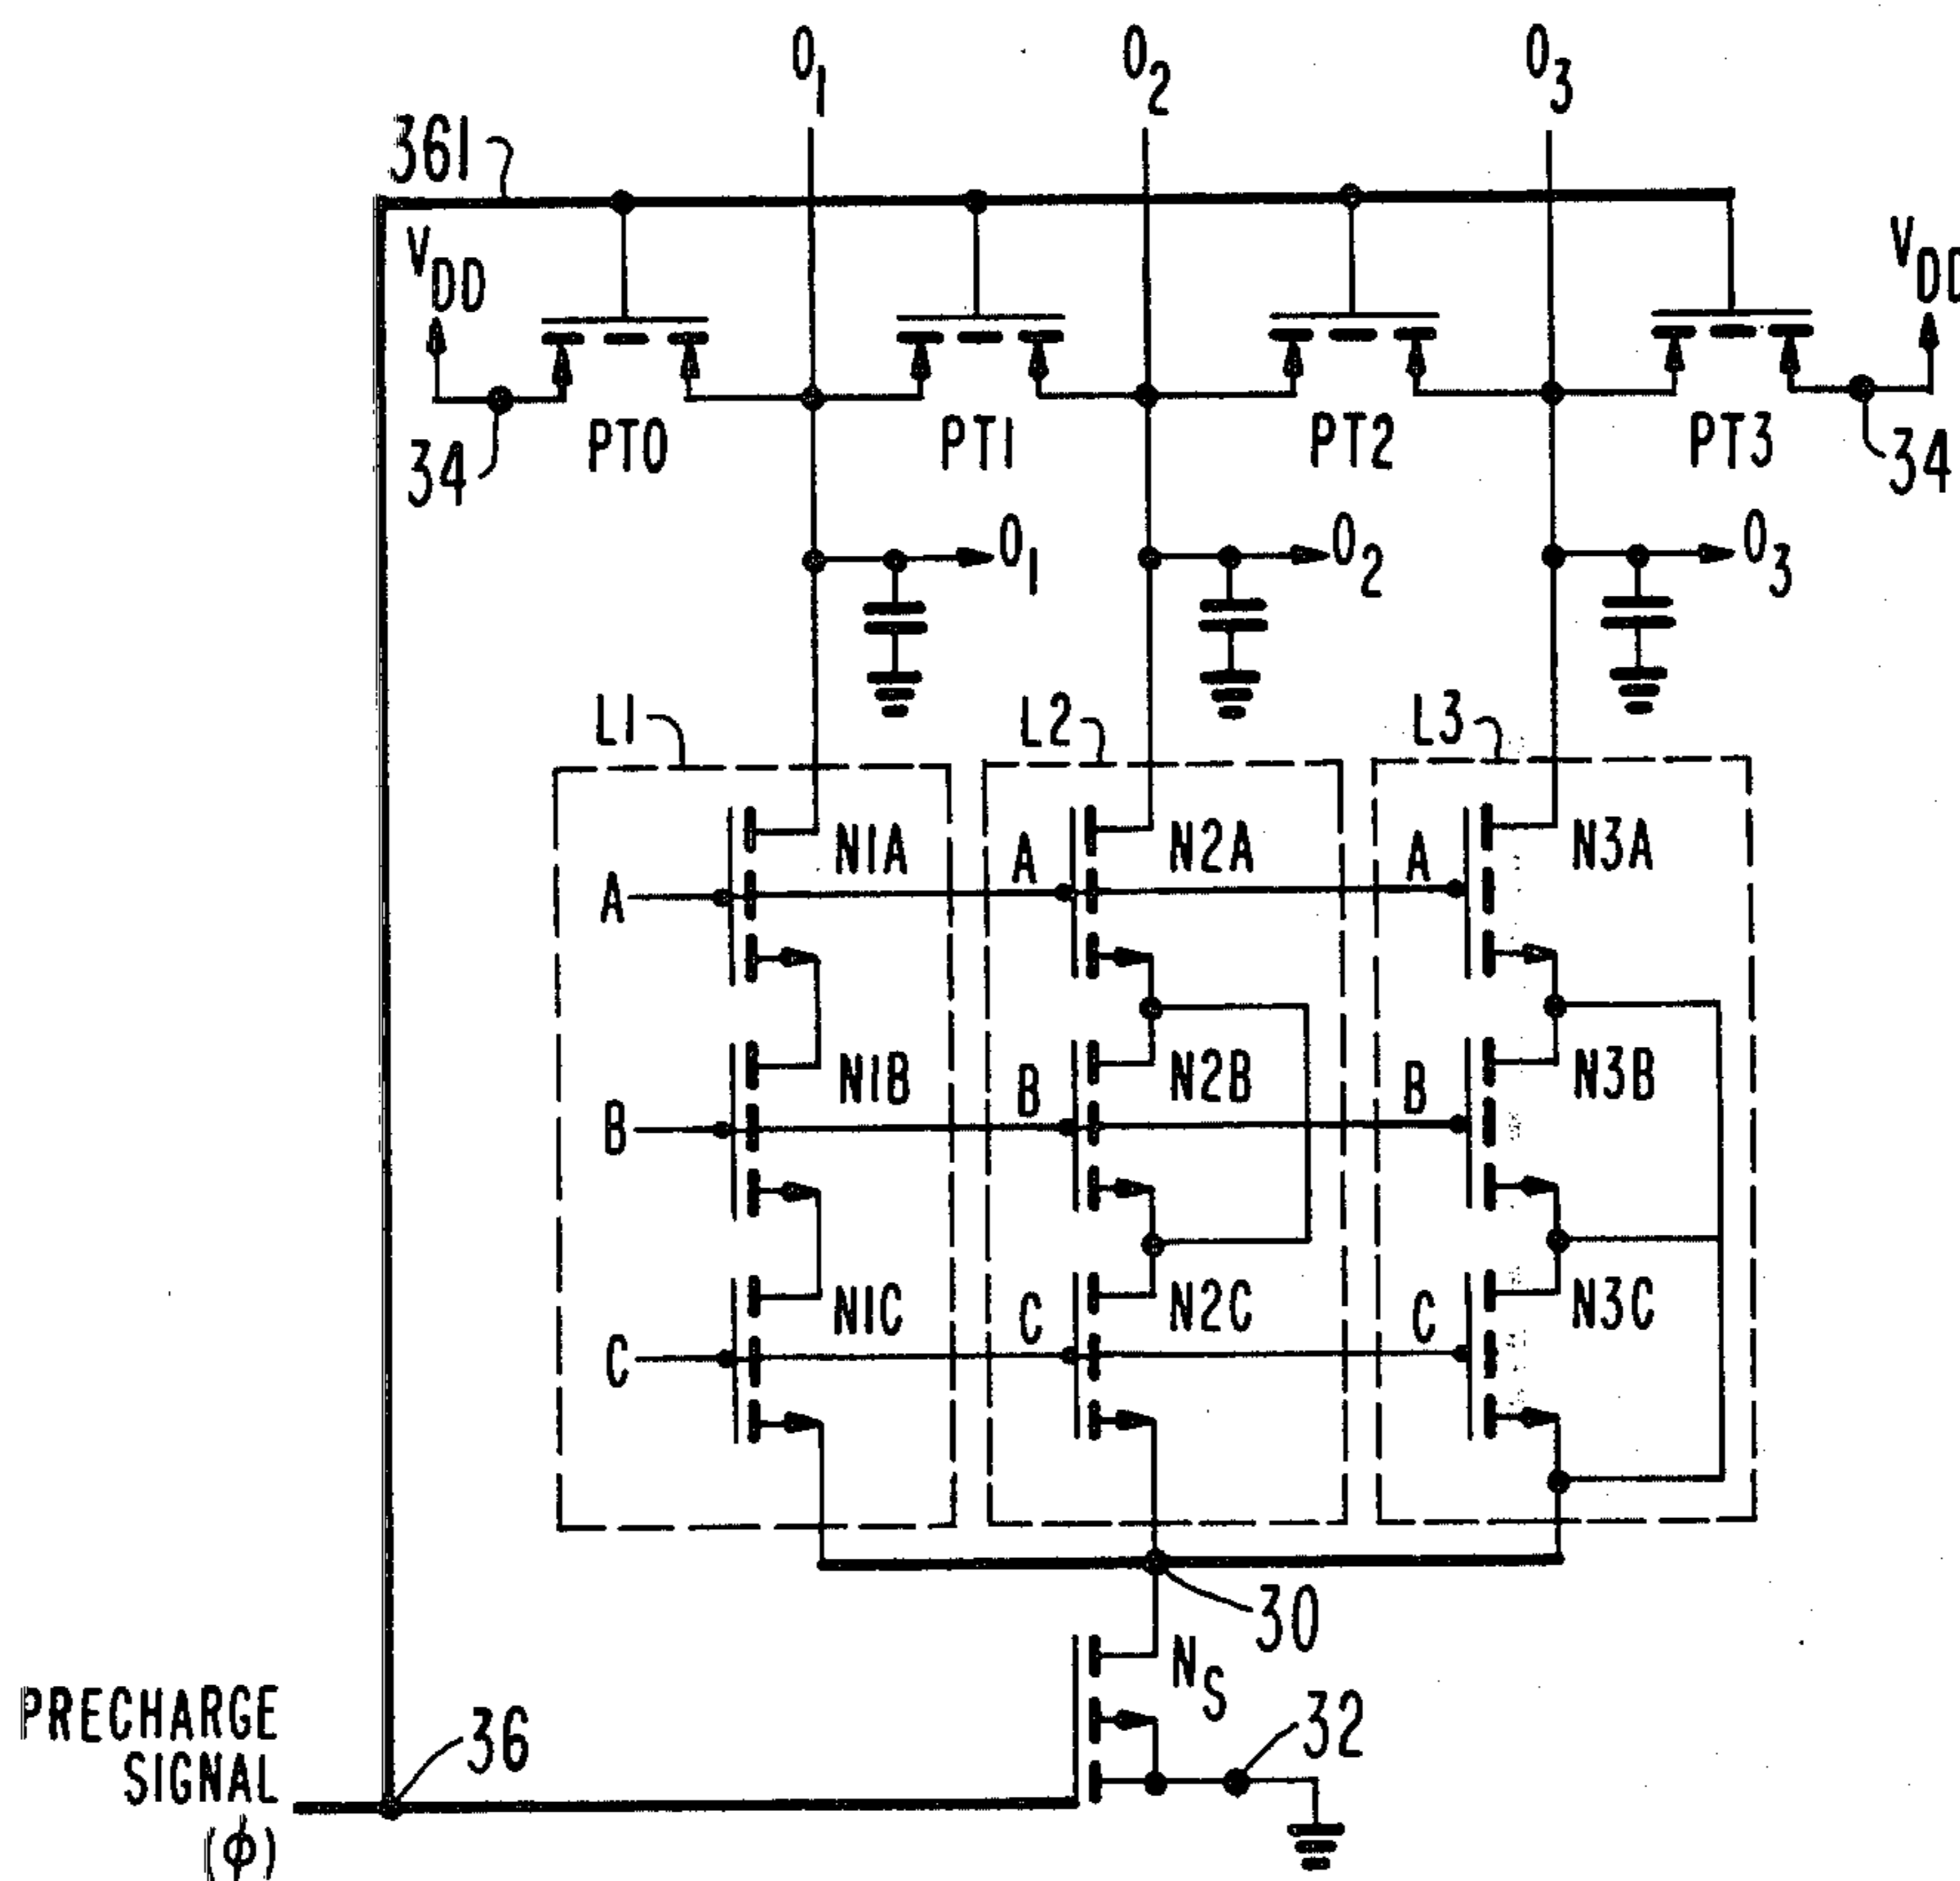 O1 O2 O3
361
VDD VDD
34 PT0 PT1 PT2 PT3 34
O1 O2 O3
L1 L2 L3
A N1A A N2A A N3A
B N1B B N2B B N3B
C N1C C N2C C N3C
30
NS
PRECHARGE
SIGNAL
(ϕ)
36
32